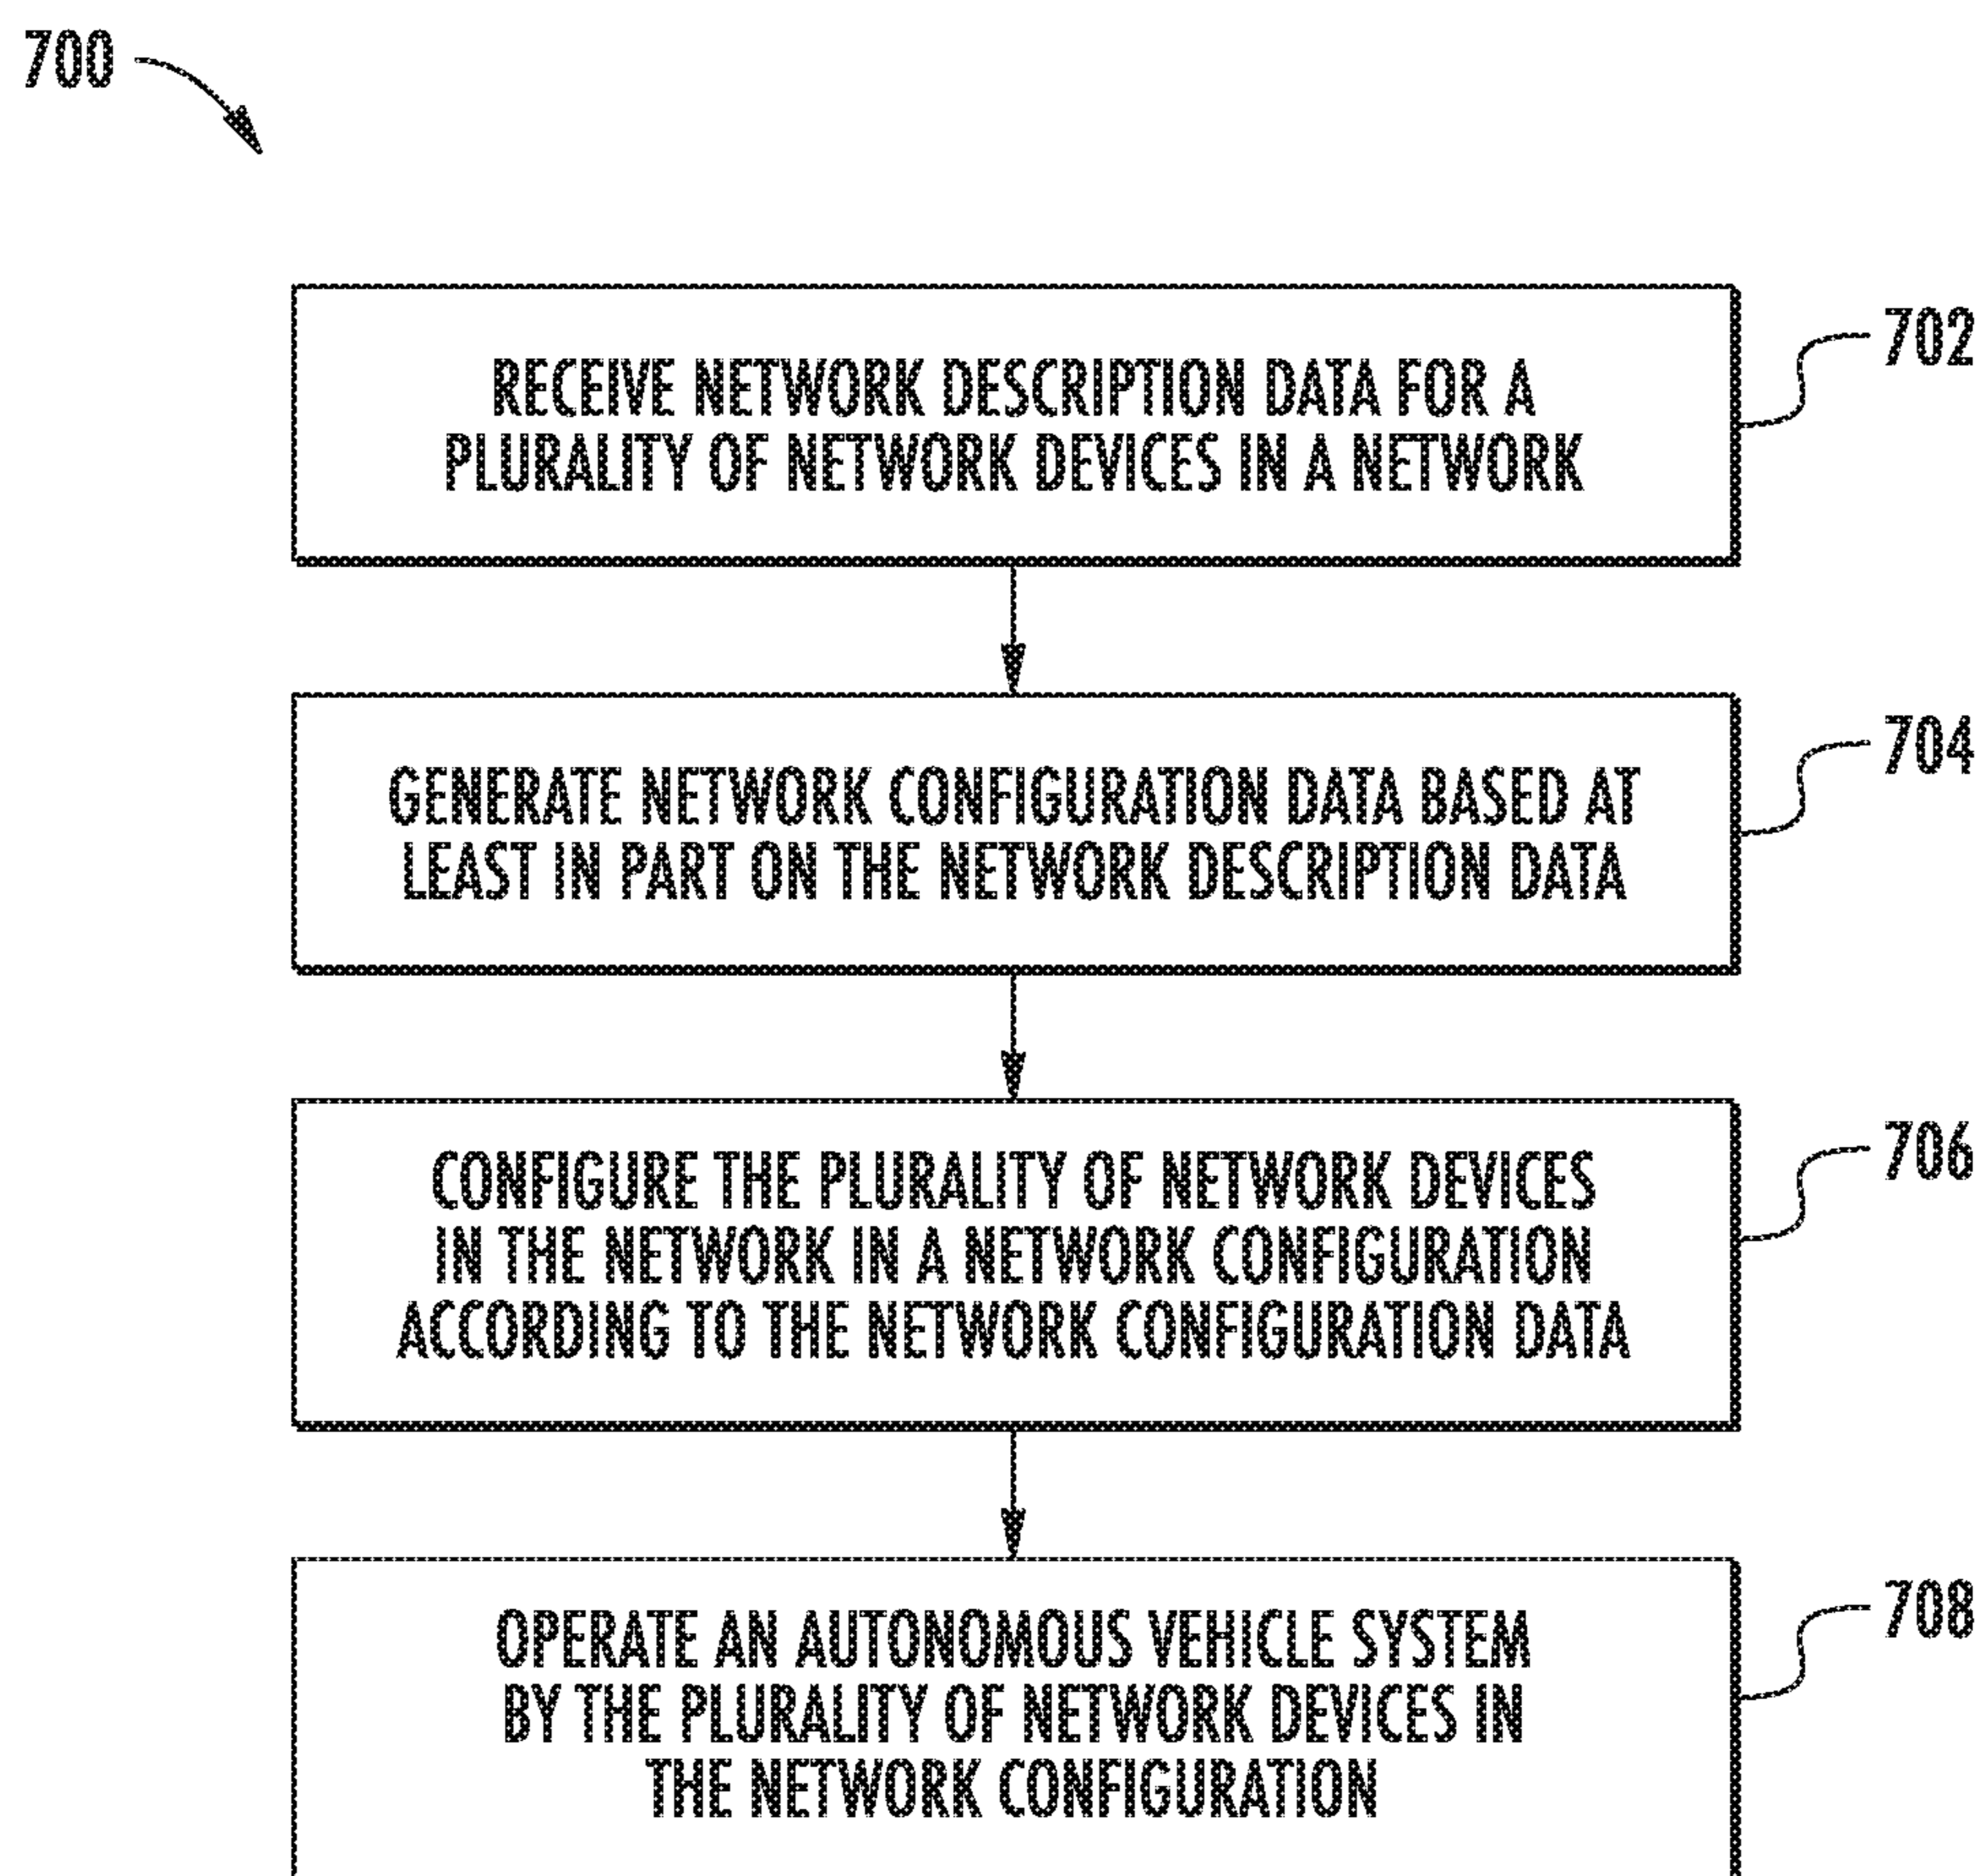 700
RECEIVE NETWORK DESCRIPTION DATA FOR A
PLURALITY OF NETWORK DEVICES IN A NETWORK
702
GENERATE NETWORK CONFIGURATION DATA BASED AT
LEAST IN PART ON THE NETWORK DESCRIPTION DATA
704
CONFIGURE THE PLURALITY OF NETWORK DEVICES
IN THE NETWORK IN A NETWORK CONFIGURATION
ACCORDING TO THE NETWORK CONFIGURATION DATA
706
OPERATE AN AUTONOMOUS VEHICLE SYSTEM
BY THE PLURALITY OF NETWORK DEVICES IN
THE NETWORK CONFIGURATION
708